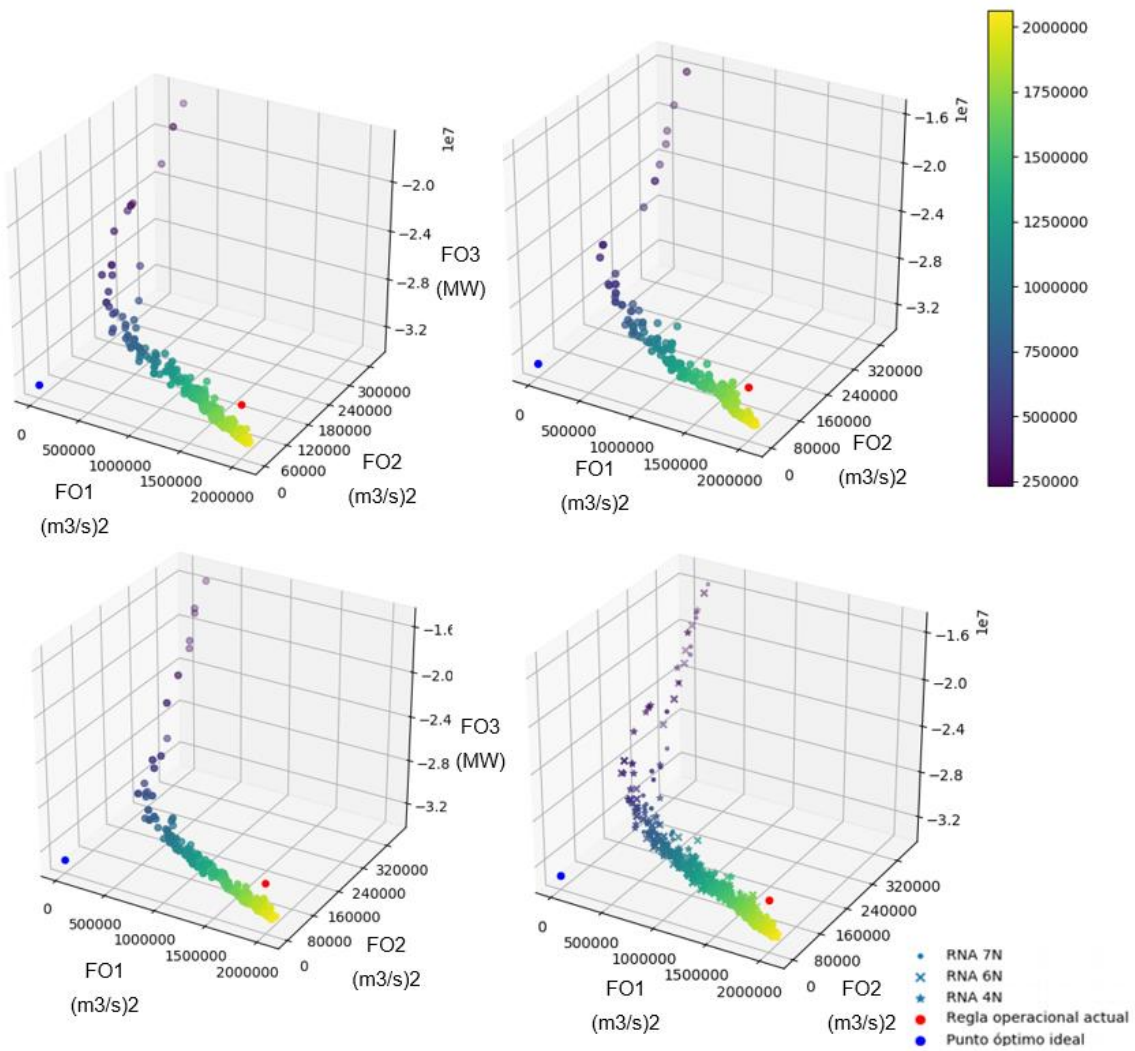 1e7
−2.0
−2.4
−2.8
−3.2
FO3
(MW)
0
500000
1000000
1500000
2000000
FO1
(m3/s)2
0
60000
120000
180000
240000
300000
FO2
(m3/s)2
1e7
−1.6
−2.0
−2.4
−2.8
−3.2
0
500000
1000000
1500000
2000000
FO1
(m3/s)2
0
80000
160000
240000
320000
FO2
(m3/s)2
2000000
1750000
1500000
1250000
1000000
750000
500000
250000
−1.6
−2.0
−2.4
−2.8
−3.2
FO3
(MW)
0
500000
1000000
1500000
2000000
FO1
(m3/s)2
0
80000
160000
240000
320000
FO2
(m3/s)2
1e7
−1.6
−2.0
−2.4
−2.8
−3.2
0
500000
1000000
1500000
2000000
FO1
(m3/s)2
0
80000
160000
240000
320000
FO2
(m3/s)2
RNA 7N
RNA 6N
RNA 4N
Regla operacional actual
Punto óptimo ideal